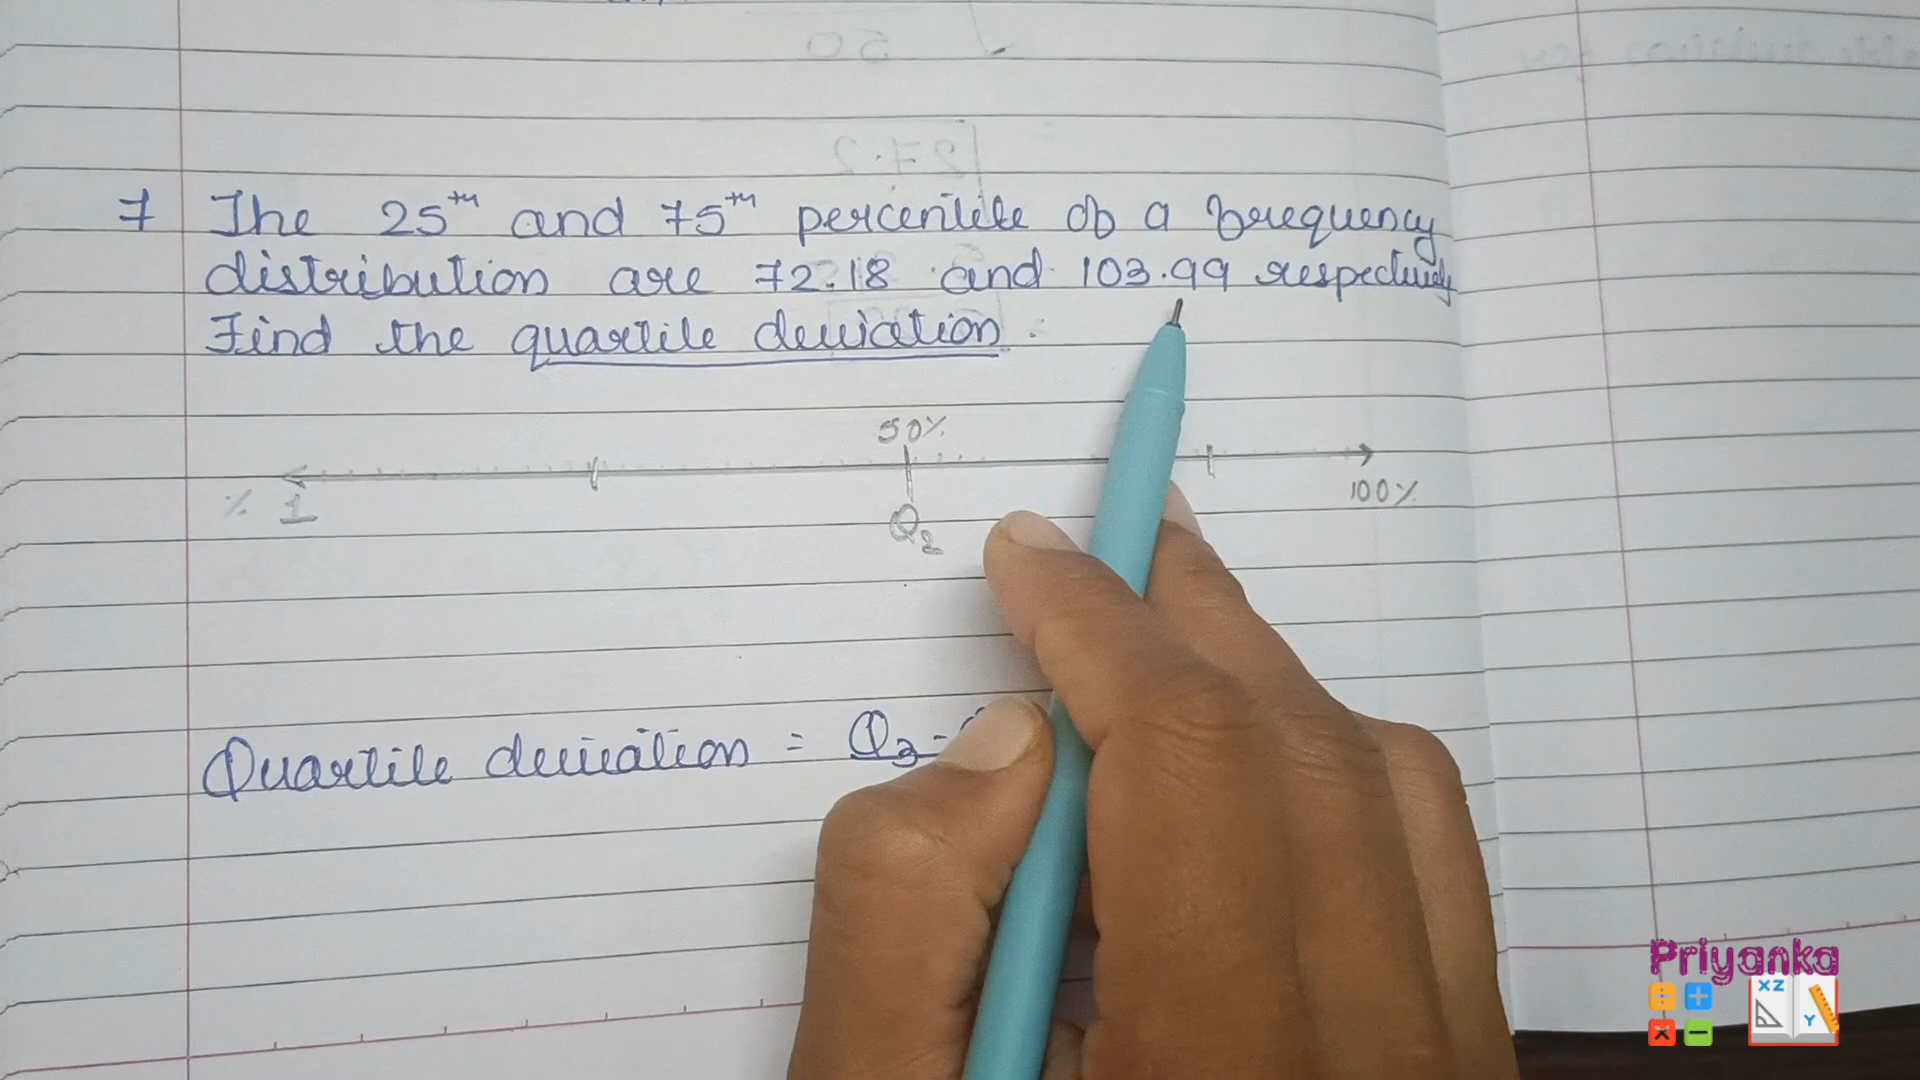 7 The 25th and 75th percentile of a frequency
distribution are 72.18 and 103.99 respectively
Find the quartile deviation.
50%
% 1
100%
Q2
Quartile deviation = Q3 -
Priyanka
XZ
Y